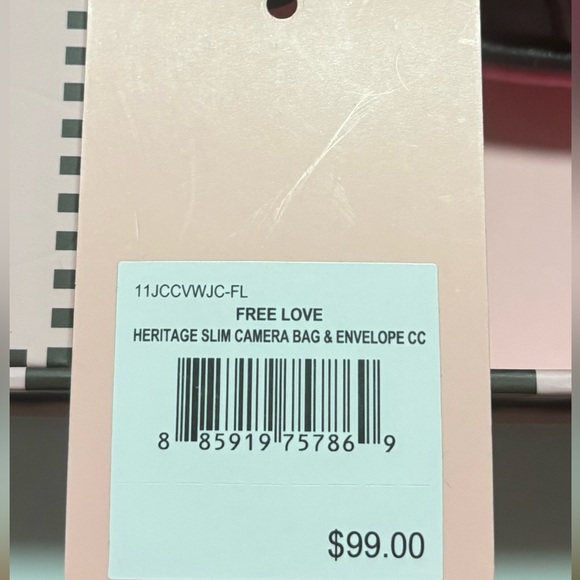 11JCCVWJC-FL
FREE LOVE
HERITAGE SLIM CAMERA BAG & ENVELOPE CC
8 85919 75786 9
$99.00